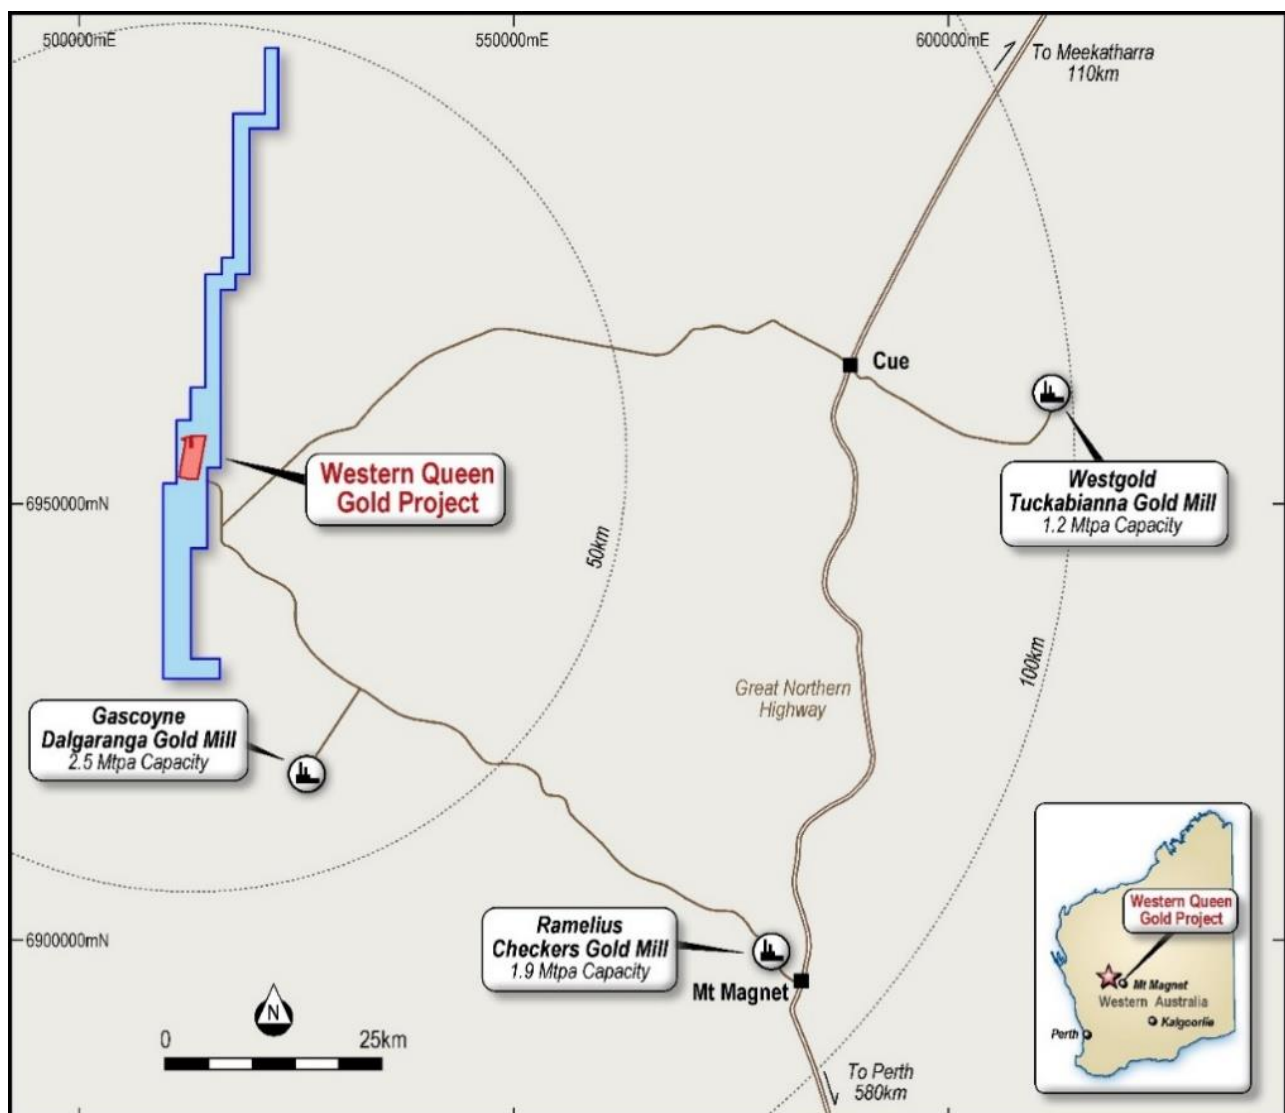 500000mE
550000mE
600000mE
To Meekatharra
110km
Cue
Western Queen
Gold Project
Westgold
Tuckabianna Gold Mill
1.2 Mtpa Capacity
6950000mN
50km
100km
Great Northern
Highway
Gascoyne
Dalgaranga Gold Mill
2.5 Mtpa Capacity
Ramelius
Checkers Gold Mill
1.9 Mtpa Capacity
6900000mN
Mt Magnet
N
0
25km
To Perth
580km
Western Queen
Gold Project
Mt Magnet
Western Australia
Kalgoorlie
Perth